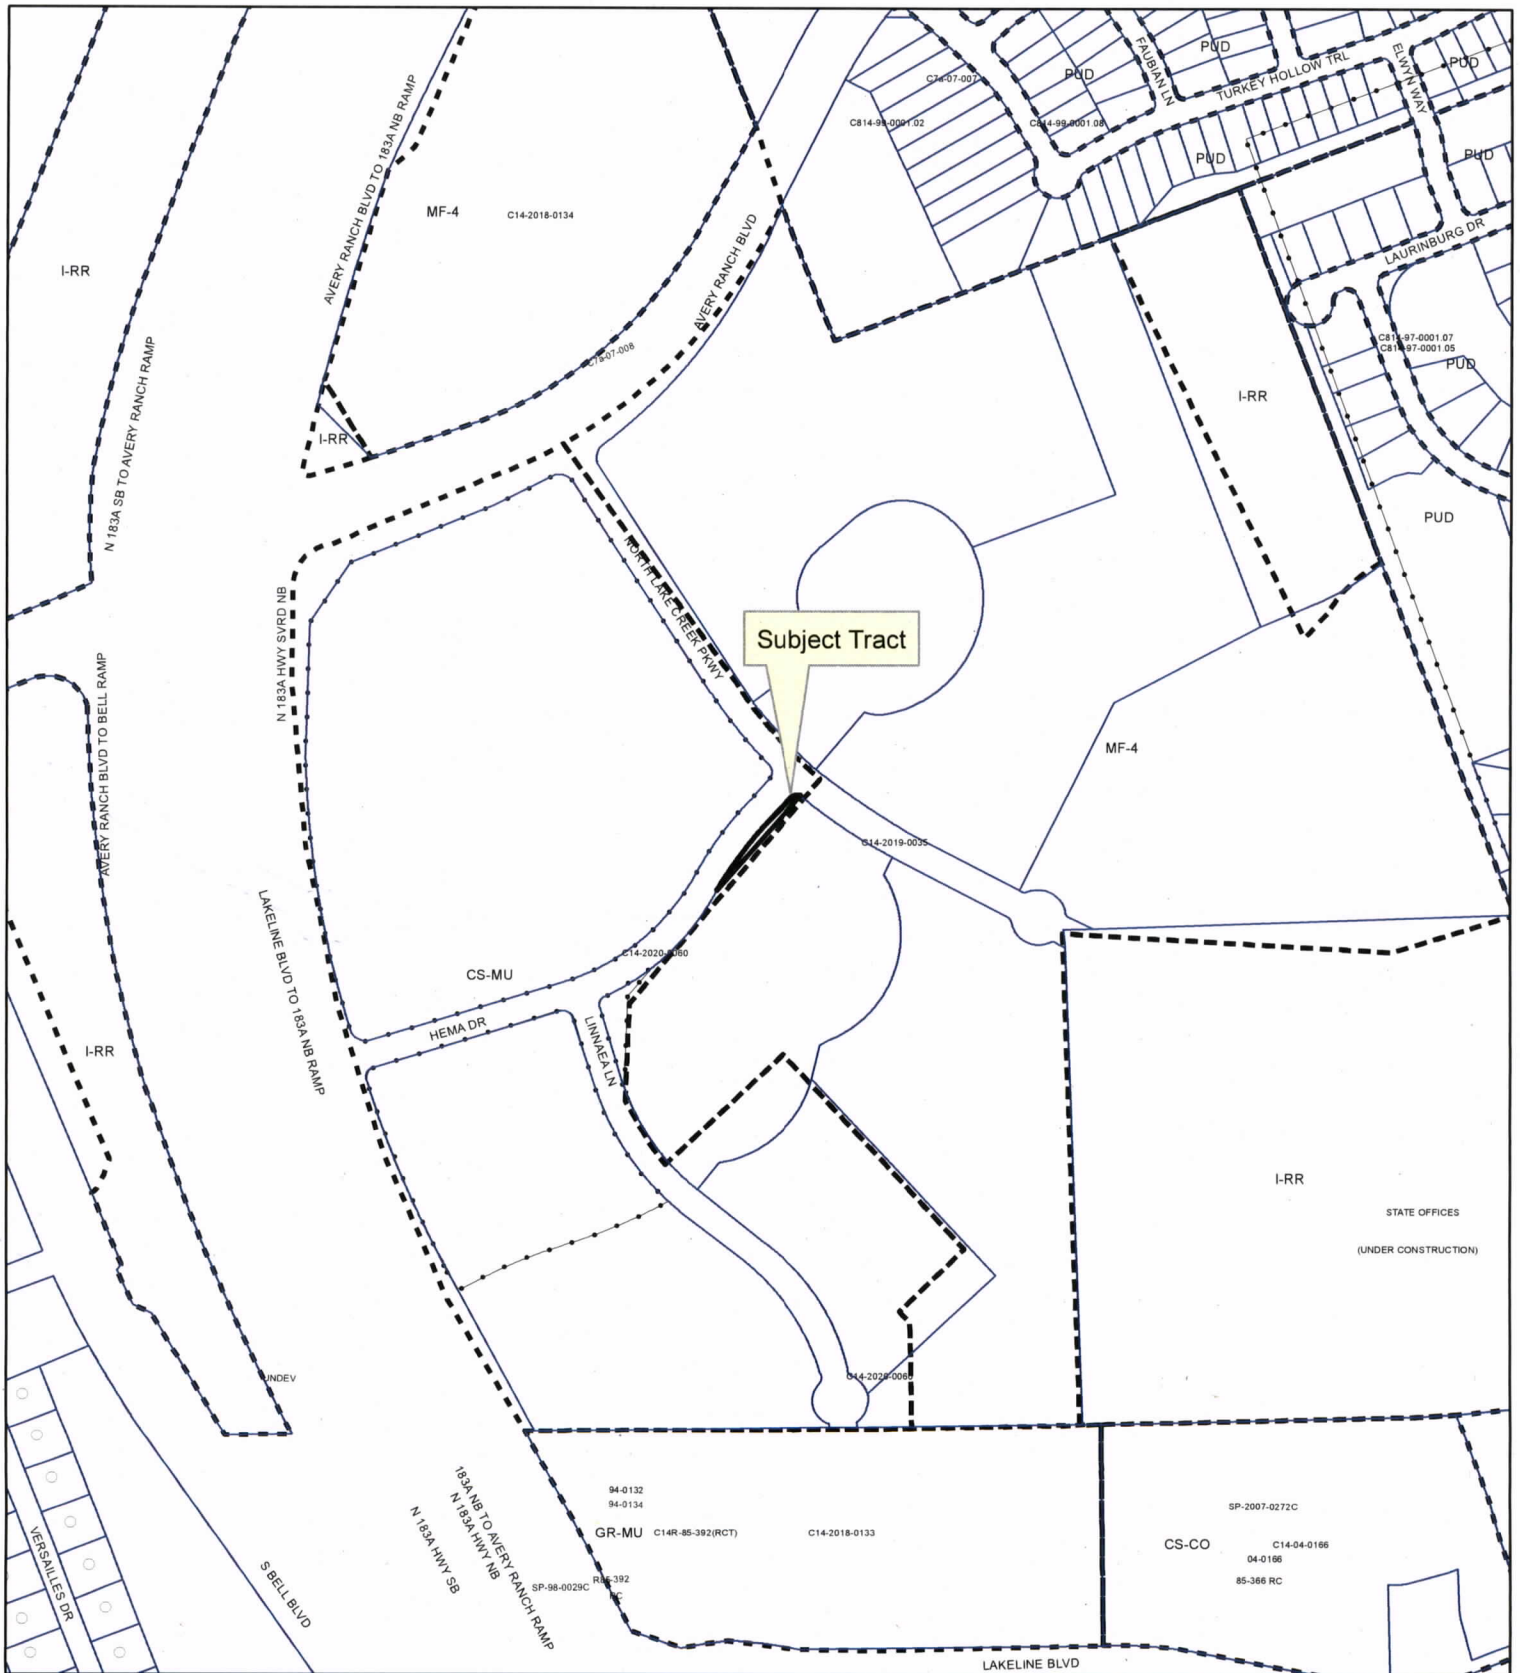 PUD
FAUBIAN LN
ELWYN WAY
PUD
PUD
C7a-07-007
TURKEY HOLLOW TRL
C814-99-0001.02
C814-99-0001.08
PUD
PUD
AVERY RANCH BLVD TO 183A NB RAMP
MF-4
C14-2018-0134
LAURINBURG DR
AVERY RANCH BLVD
I-RR
C814-97-0001.07
C814-97-0001.05
PUD
C7a-07-008
N 183A SB TO AVERY RANCH RAMP
I-RR
I-RR
PUD
NORTH LAKE CREEK PKWY
N 183A HWY SVRD NB
Subject Tract
AVERY RANCH BLVD TO BELL RAMP
MF-4
C14-2019-0035
LAKELINE BLVD TO 183A NB RAMP
C14-2020-0060
CS-MU
HEMA DR
LINNAEA LN
I-RR
I-RR
STATE OFFICES
(UNDER CONSTRUCTION)
UNDEV
C14-2020-0060
94-0132
94-0134
GR-MU
C14R-85-392(RCT)
C14-2018-0133
SP-2007-0272C
CS-CO
C14-04-0166
04-0166
85-366 RC
183A NB TO AVERY RANCH RAMP
N 183A HWY NB
N 183A HWY SB
SP-98-0029C
R85-392
RC
VERSAILLES DR
S BELL BLVD
LAKELINE BLVD